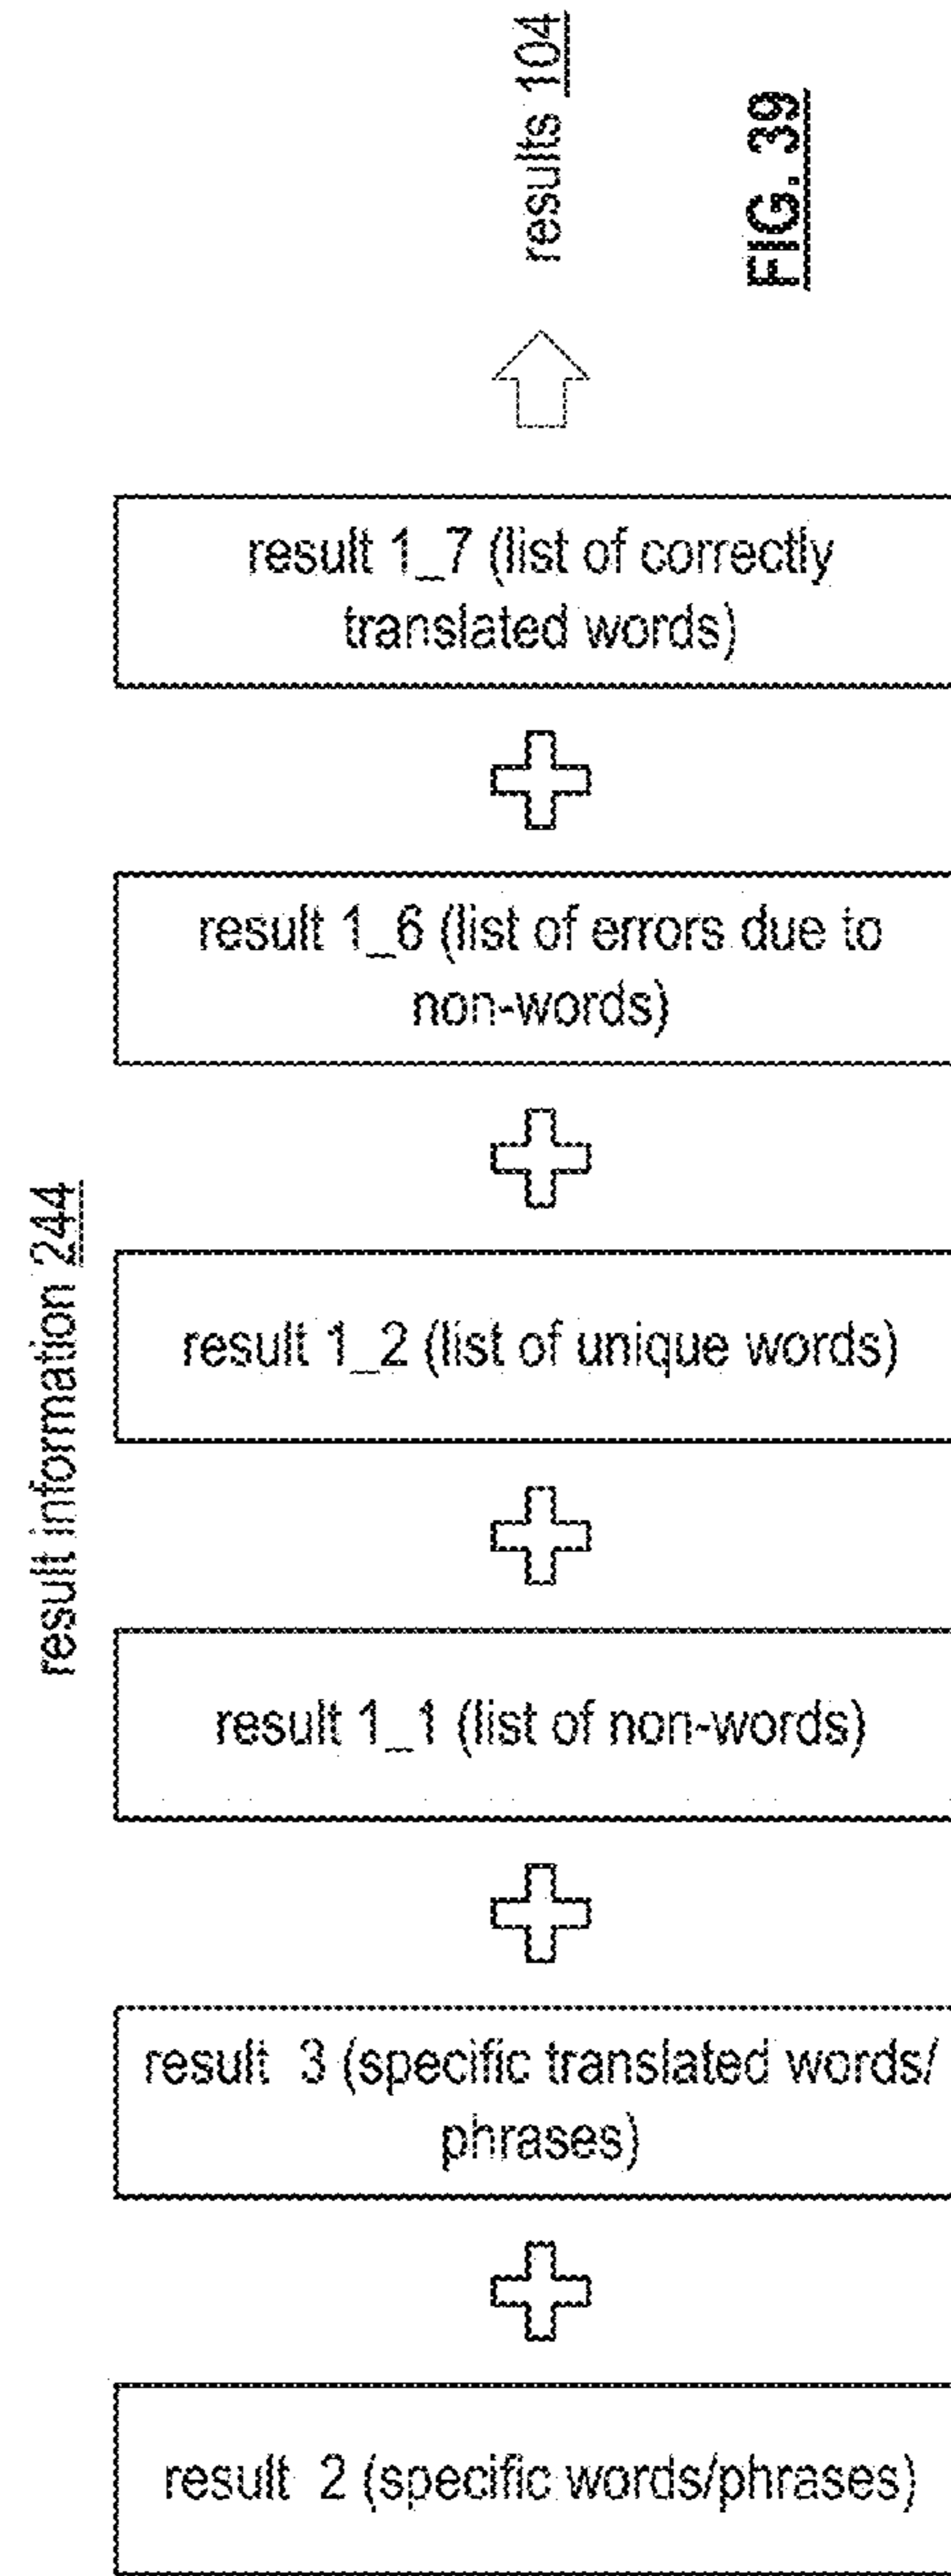 results 104
FIG. 39
result 1_7 (list of correctly
translated words)
result 1_6 (list of errors due to
non-words)
result information 244
result 1_2 (list of unique words)
result 1_1 (list of non-words)
result 3 (specific translated words/
phrases)
result 2 (specific words/phrases)